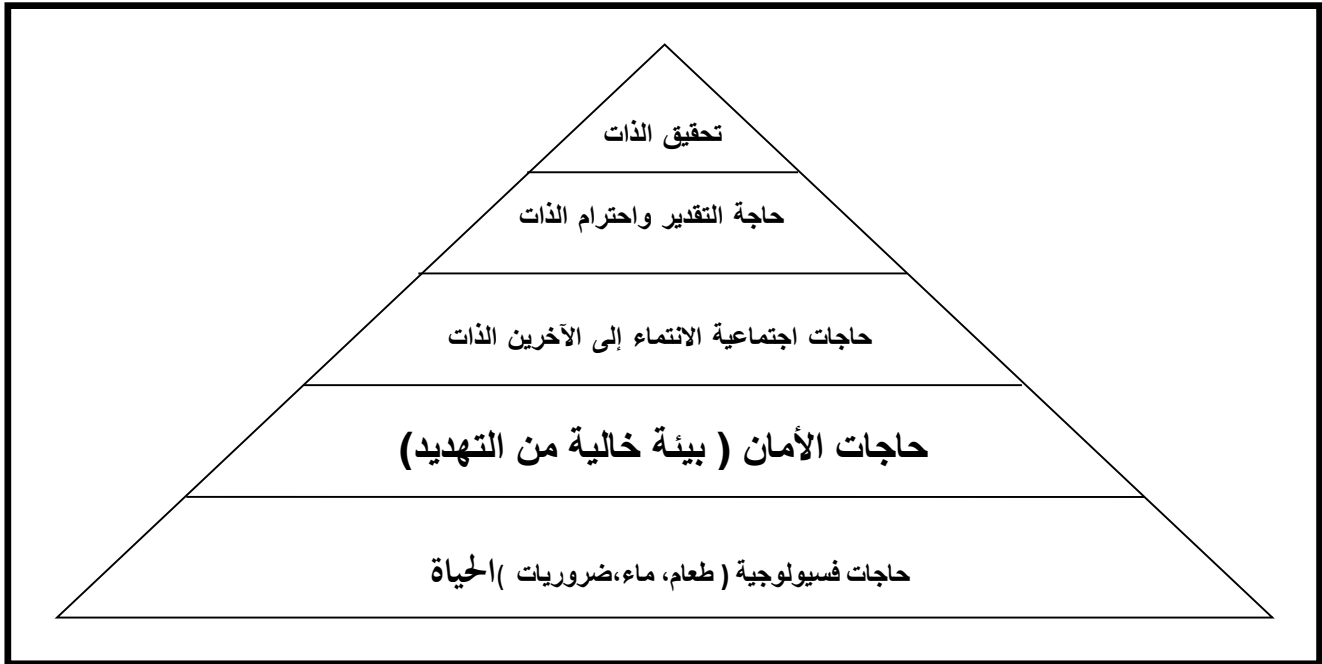 تحقيق الذات
حاجة التقدير واحترام الذات
حاجات اجتماعية الانتماء إلى الآخرين الذات
حاجات الأمان ( بيئة خالية من التهديد)
حاجات فسيولوجية ( طعام، ماء،ضروريات )الحياة